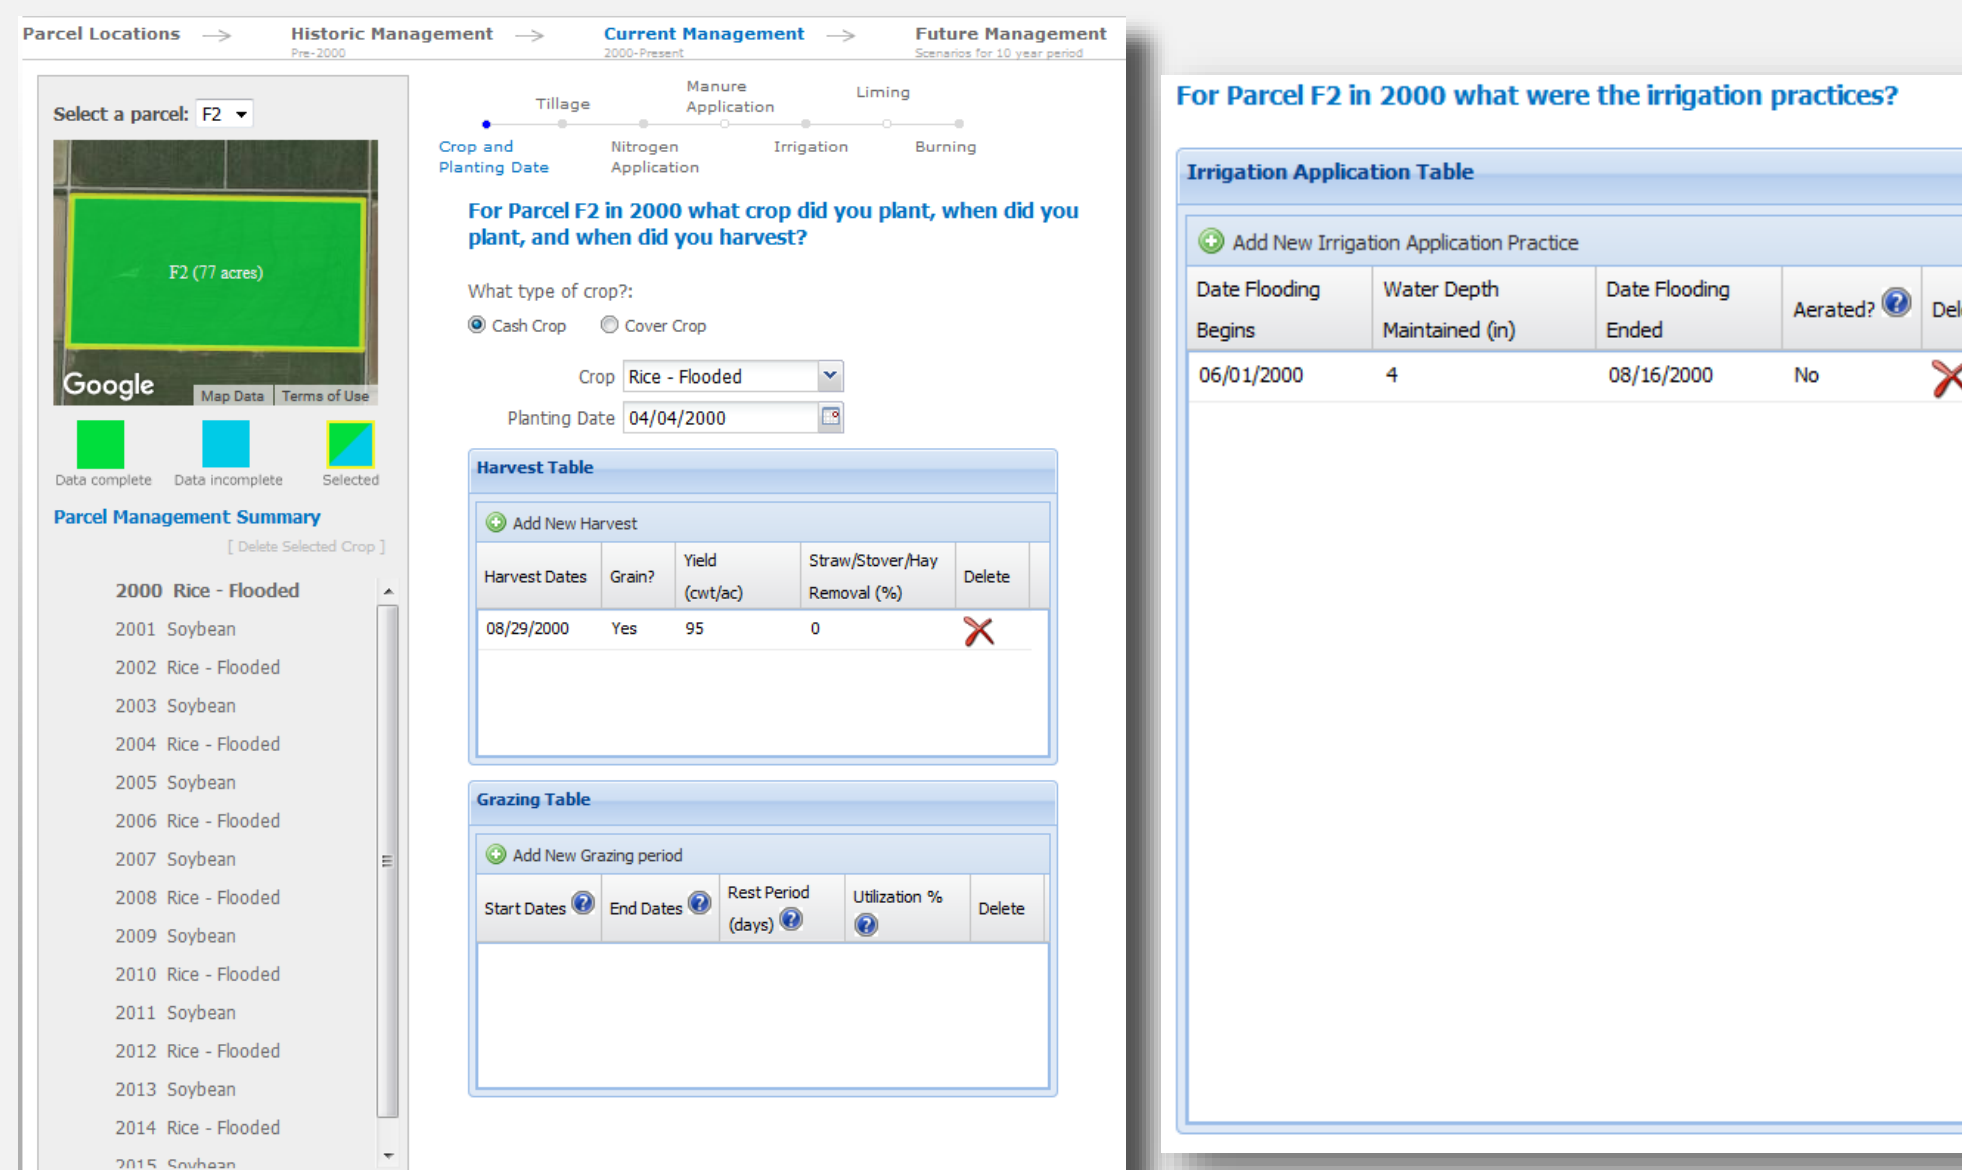 Parcel Locations
Historic Management
Pre-2000
Current Management
2000-Present
Future Management
Scenarios for 10 year period
Select a parcel: F2
F2 (77 acres)
Google
Map Data
Terms of Use
Data complete
Data incomplete
Selected
Parcel Management Summary
[ Delete Selected Crop ]
2000 Rice - Flooded
2001 Soybean
2002 Rice - Flooded
2003 Soybean
2004 Rice - Flooded
2005 Soybean
2006 Rice - Flooded
2007 Soybean
2008 Rice - Flooded
2009 Soybean
2010 Rice - Flooded
2011 Soybean
2012 Rice - Flooded
2013 Soybean
2014 Rice - Flooded
2015 Soybean
Tillage
Manure
Application
Liming
Crop and
Planting Date
Nitrogen
Application
Irrigation
Burning
For Parcel F2 in 2000 what crop did you plant, when did you
plant, and when did you harvest?
What type of crop?:
Cash Crop
Cover Crop
Crop Rice - Flooded
Planting Date 04/04/2000
Harvest Table
Add New Harvest
Harvest Dates
Grain?
Yield
(cwt/ac)
Straw/Stover/Hay
Removal (%)
Delete
08/29/2000 Yes 95 0
Grazing Table
Add New Grazing period
Start Dates ?
End Dates ?
Rest Period
(days) ?
Utilization %
?
Delete
For Parcel F2 in 2000 what were the irrigation practices?
Irrigation Application Table
Add New Irrigation Application Practice
Date Flooding
Begins
Water Depth
Maintained (in)
Date Flooding
Ended
Aerated? ?
Del
06/01/2000 4 08/16/2000 No